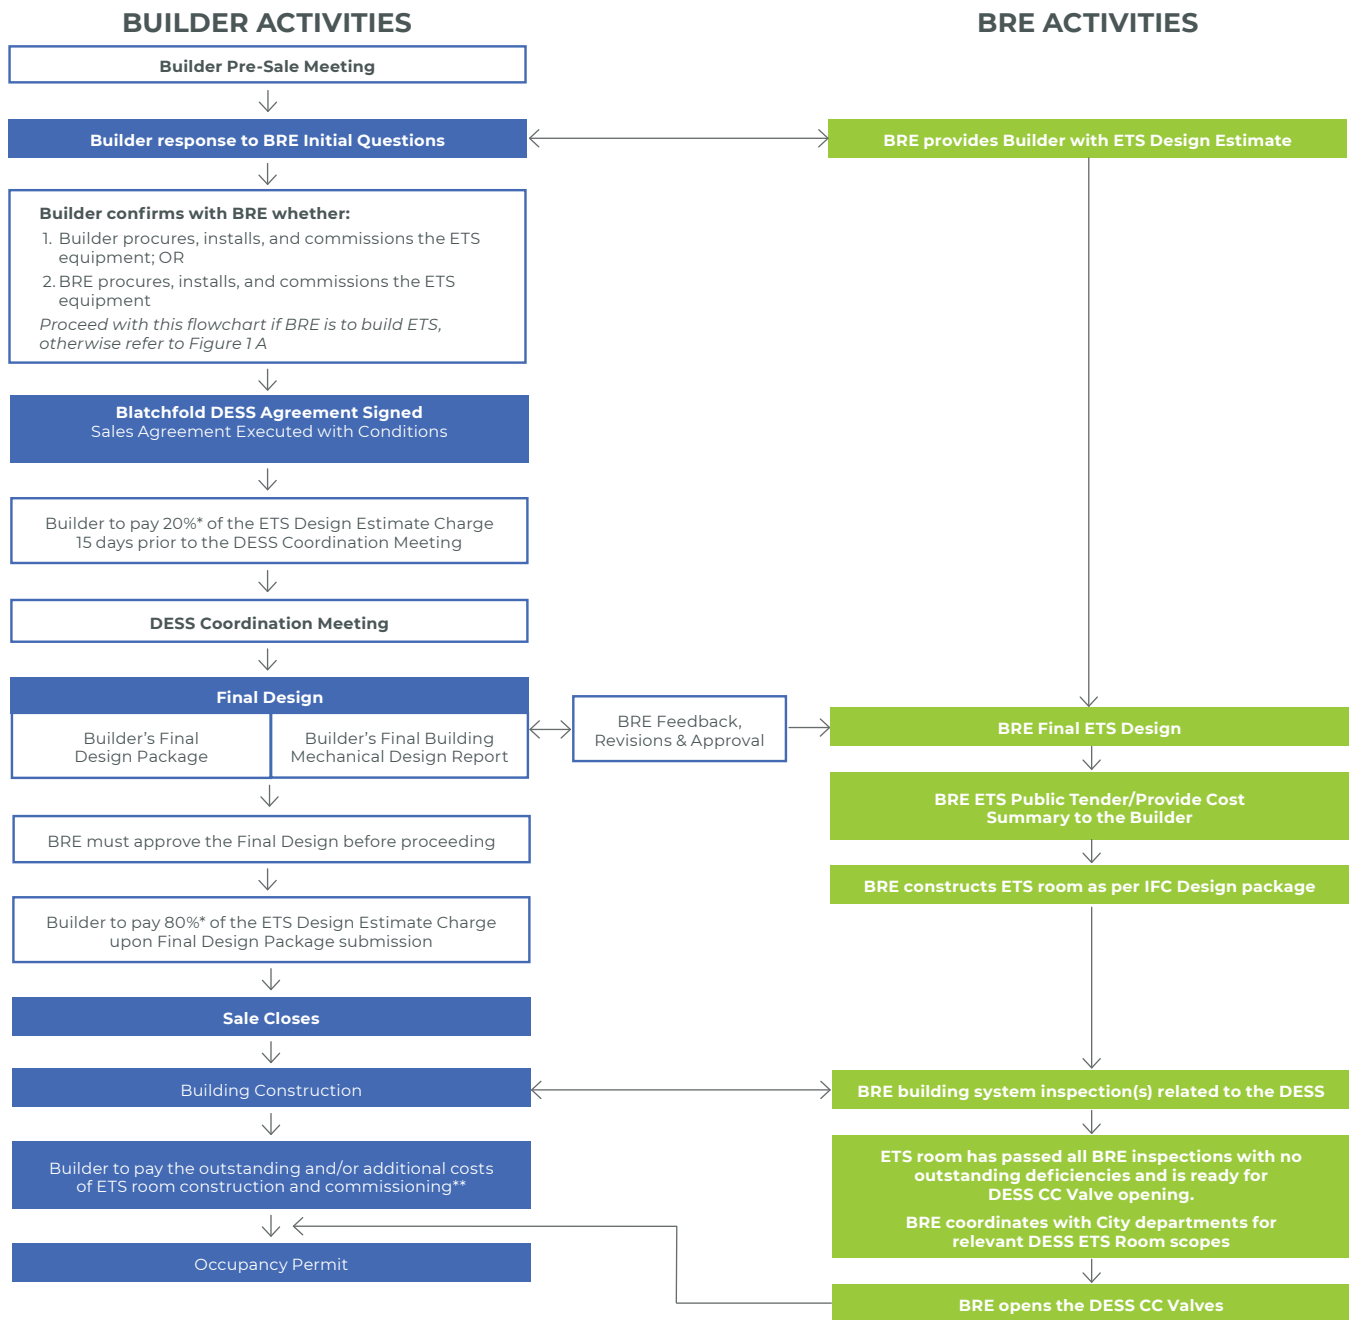 BUILDER ACTIVITIES
BRE ACTIVITIES
Builder Pre-Sale Meeting
Builder response to BRE Initial Questions
BRE provides Builder with ETS Design Estimate
Builder confirms with BRE whether:
1. Builder procures, installs, and commissions the ETS
equipment; OR
2. BRE procures, installs, and commissions the ETS
equipment
Proceed with this flowchart if BRE is to build ETS,
otherwise refer to Figure 1 A
Blatchfold DESS Agreement Signed
Sales Agreement Executed with Conditions
Builder to pay 20%* of the ETS Design Estimate Charge
15 days prior to the DESS Coordination Meeting
DESS Coordination Meeting
Final Design
Builder's Final
Design Package
Builder's Final Building
Mechanical Design Report
BRE Feedback,
Revisions & Approval
BRE Final ETS Design
BRE ETS Public Tender/Provide Cost
Summary to the Builder
BRE must approve the Final Design before proceeding
BRE constructs ETS room as per IFC Design package
Builder to pay 80%* of the ETS Design Estimate Charge
upon Final Design Package submission
Sale Closes
Building Construction
BRE building system inspection(s) related to the DESS
Builder to pay the outstanding and/or additional costs
of ETS room construction and commissioning**
ETS room has passed all BRE inspections with no
outstanding deficiencies and is ready for
DESS CC Valve opening.
BRE coordinates with City departments for
relevant DESS ETS Room scopes
Occupancy Permit
BRE opens the DESS CC Valves